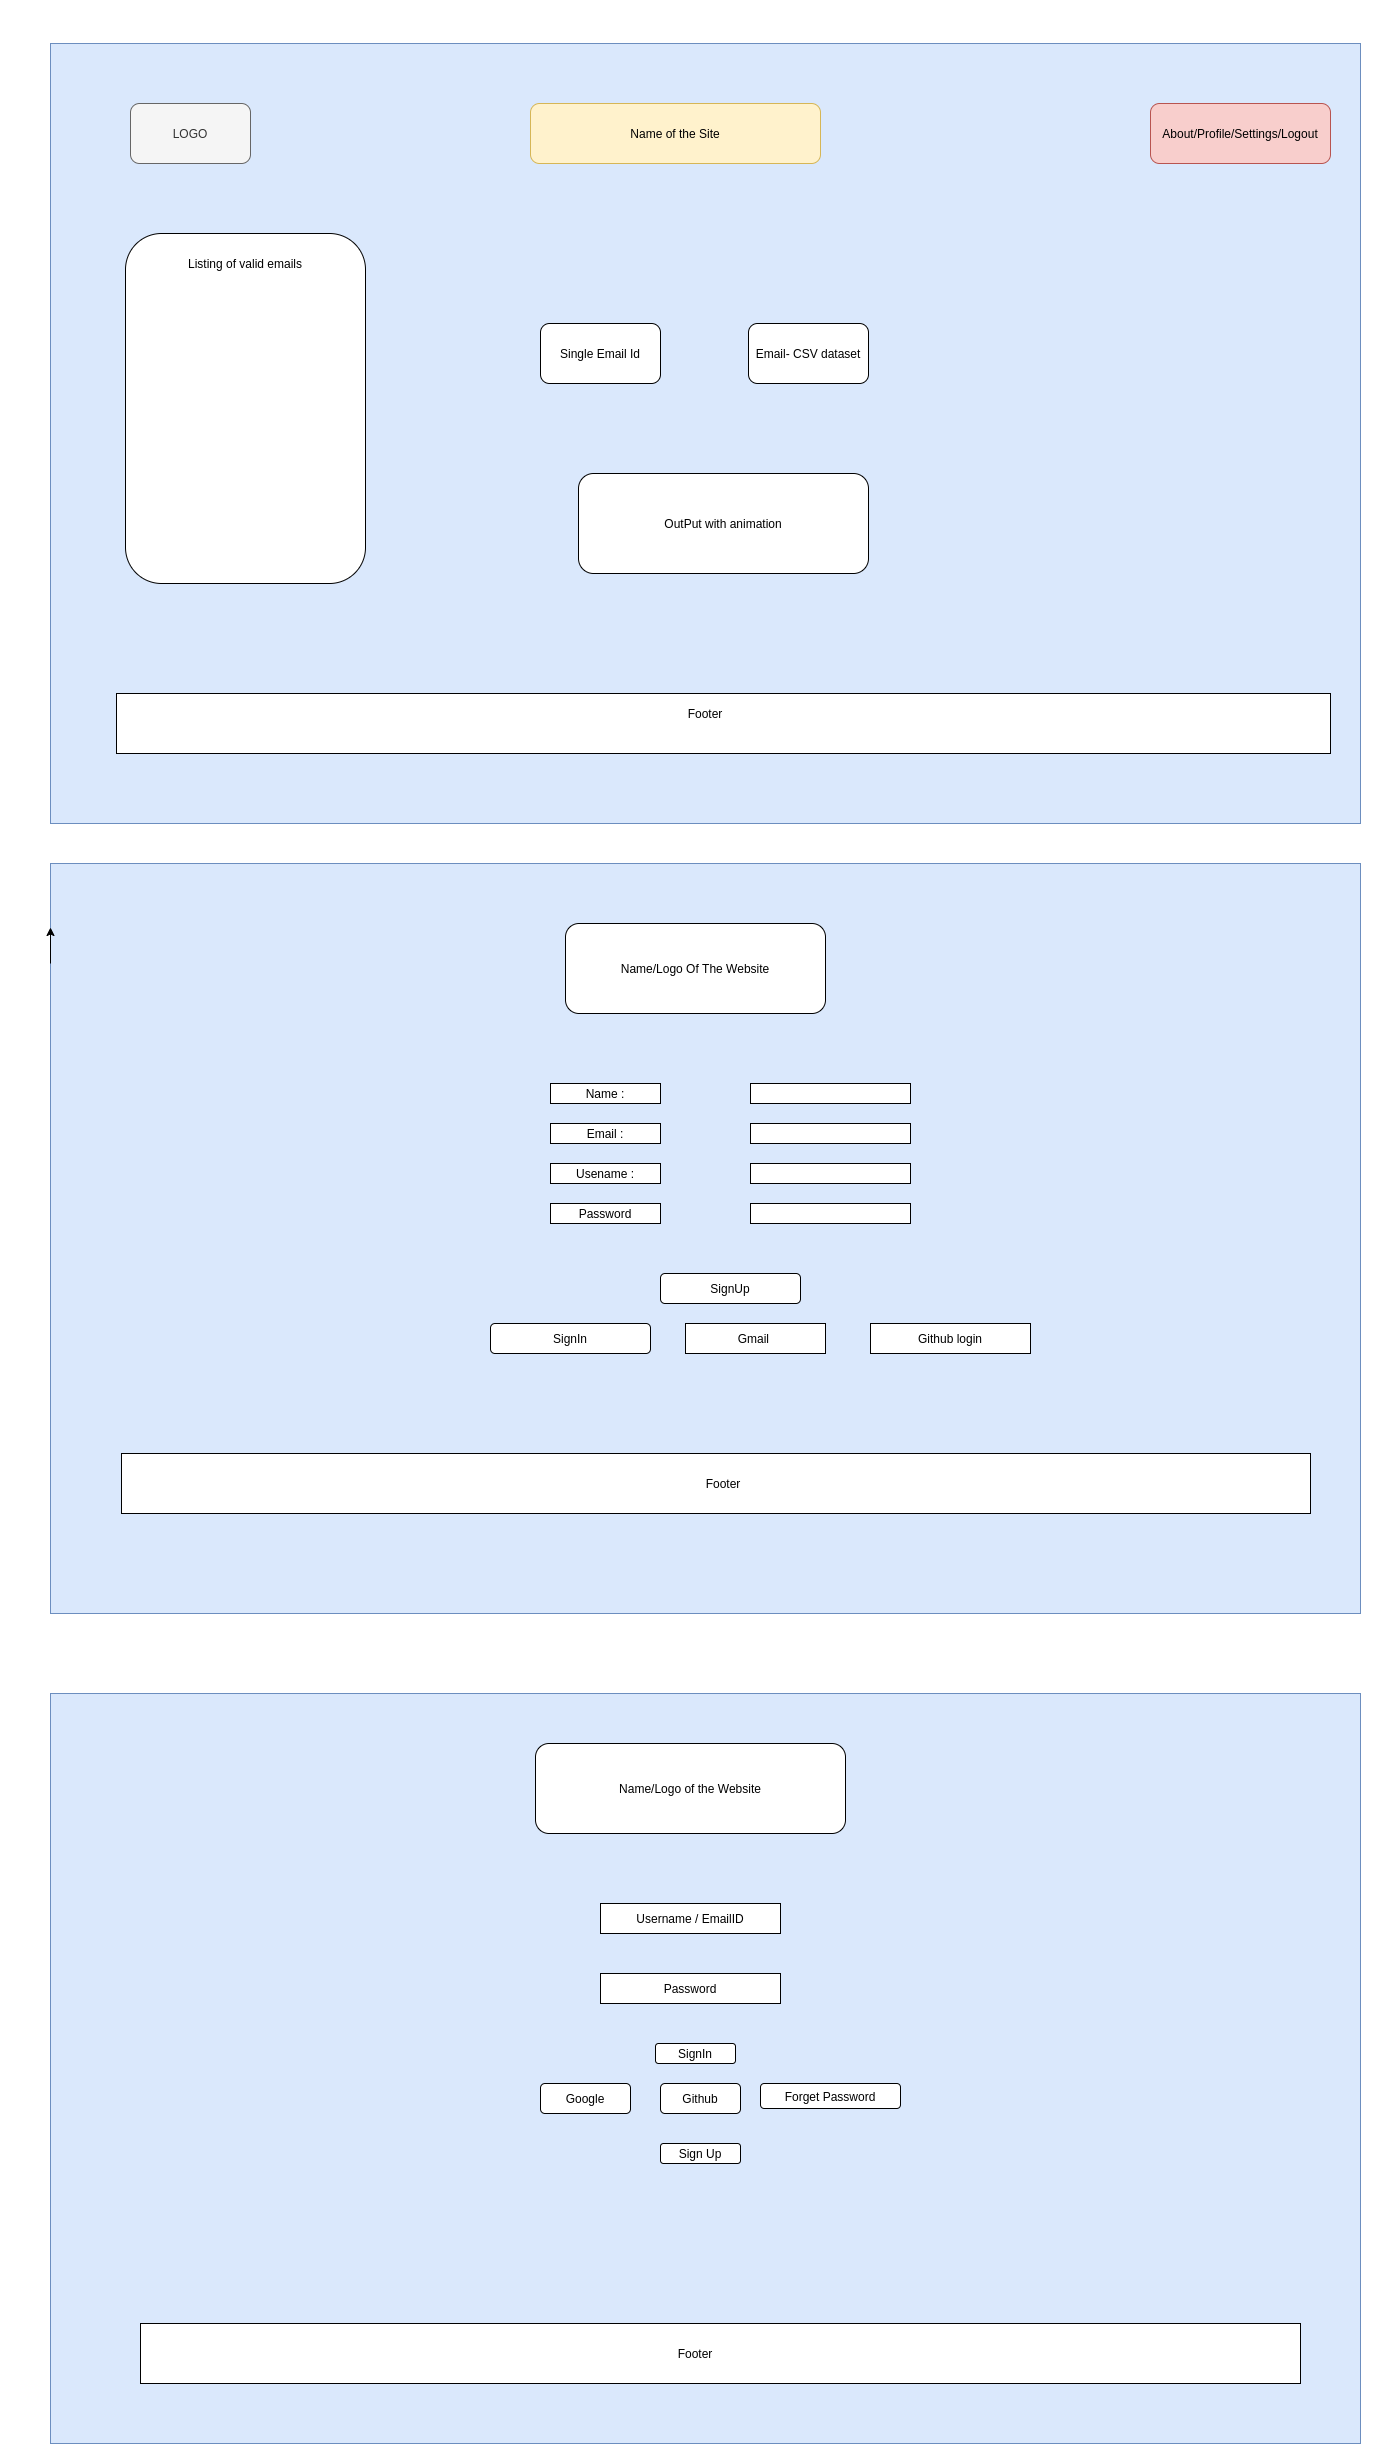 LOGO
Name of the Site
About/Profile/Settings/Logout
Listing of valid emails
Single Email Id
Email- CSV dataset
OutPut with animation
Footer
Name/Logo Of The Website
Name :
Email :
Usename :
Password
SignUp
SignIn
Gmail
Github login
Footer
Name/Logo of the Website
Username / EmailID
Password
SignIn
Google
Github
Forget Password
Sign Up
Footer